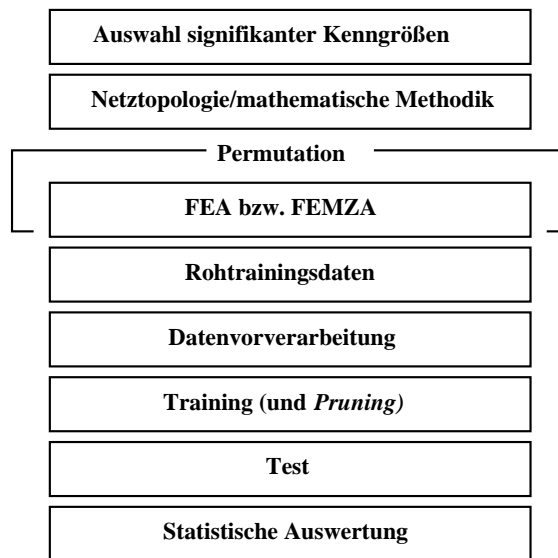 Auswahl signifikanter Kenngrößen
Netztopologie/mathematische Methodik
Permutation
FEA bzw. FEMZA
Rohtrainingsdaten
Datenvorverarbeitung
Training (und Pruning)
Test
Statistische Auswertung